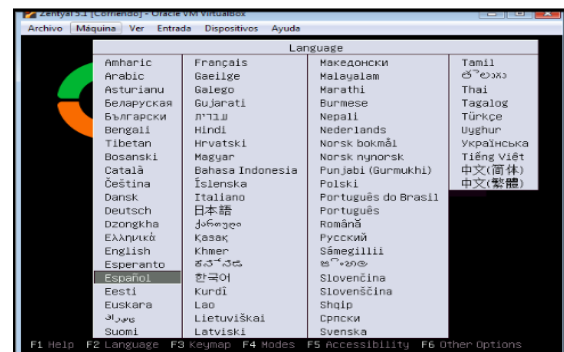 Zentyal 5.1 [Corriendo] - Oracle VM VirtualBox
Archivo Máquina Ver Entrada Dispositivos Ayuda
Language
Amharic
Arabic
Asturianu
Беларуская
Български
Bengali
Tibetan
Bosanski
Català
Čeština
Dansk
Deutsch
Dzongkha
Ελληνικά
English
Esperanto
Español
Eesti
Euskara
Suomi
Français
Gaeilge
Galego
Gujarati
עברית
Hindi
Hrvatski
Magyar
Bahasa Indonesia
Íslenska
Italiano
日本語
ქართული
Қазақ
Khmer
ಕನ್ನಡ
한국어
Kurdî
Lao
Lietuviškai
Latviski
Македонски
Malayalam
Marathi
Burmese
Nepali
Nederlands
Norsk bokmål
Norsk nynorsk
Punjabi (Gurmukhi)
Polski
Português do Brasil
Português
Română
Русский
Sámegillii
සිංහල
Slovenčina
Slovenščina
Shqip
Српски
Svenska
Tamil
తెలుగు
Thai
Tagalog
Türkçe
Uyghur
Українська
Tiếng Việt
中文(简体)
中文(繁體)
F1 Help F2 Language F3 Keymap F4 Modes F5 Accessibility F6 Other Options